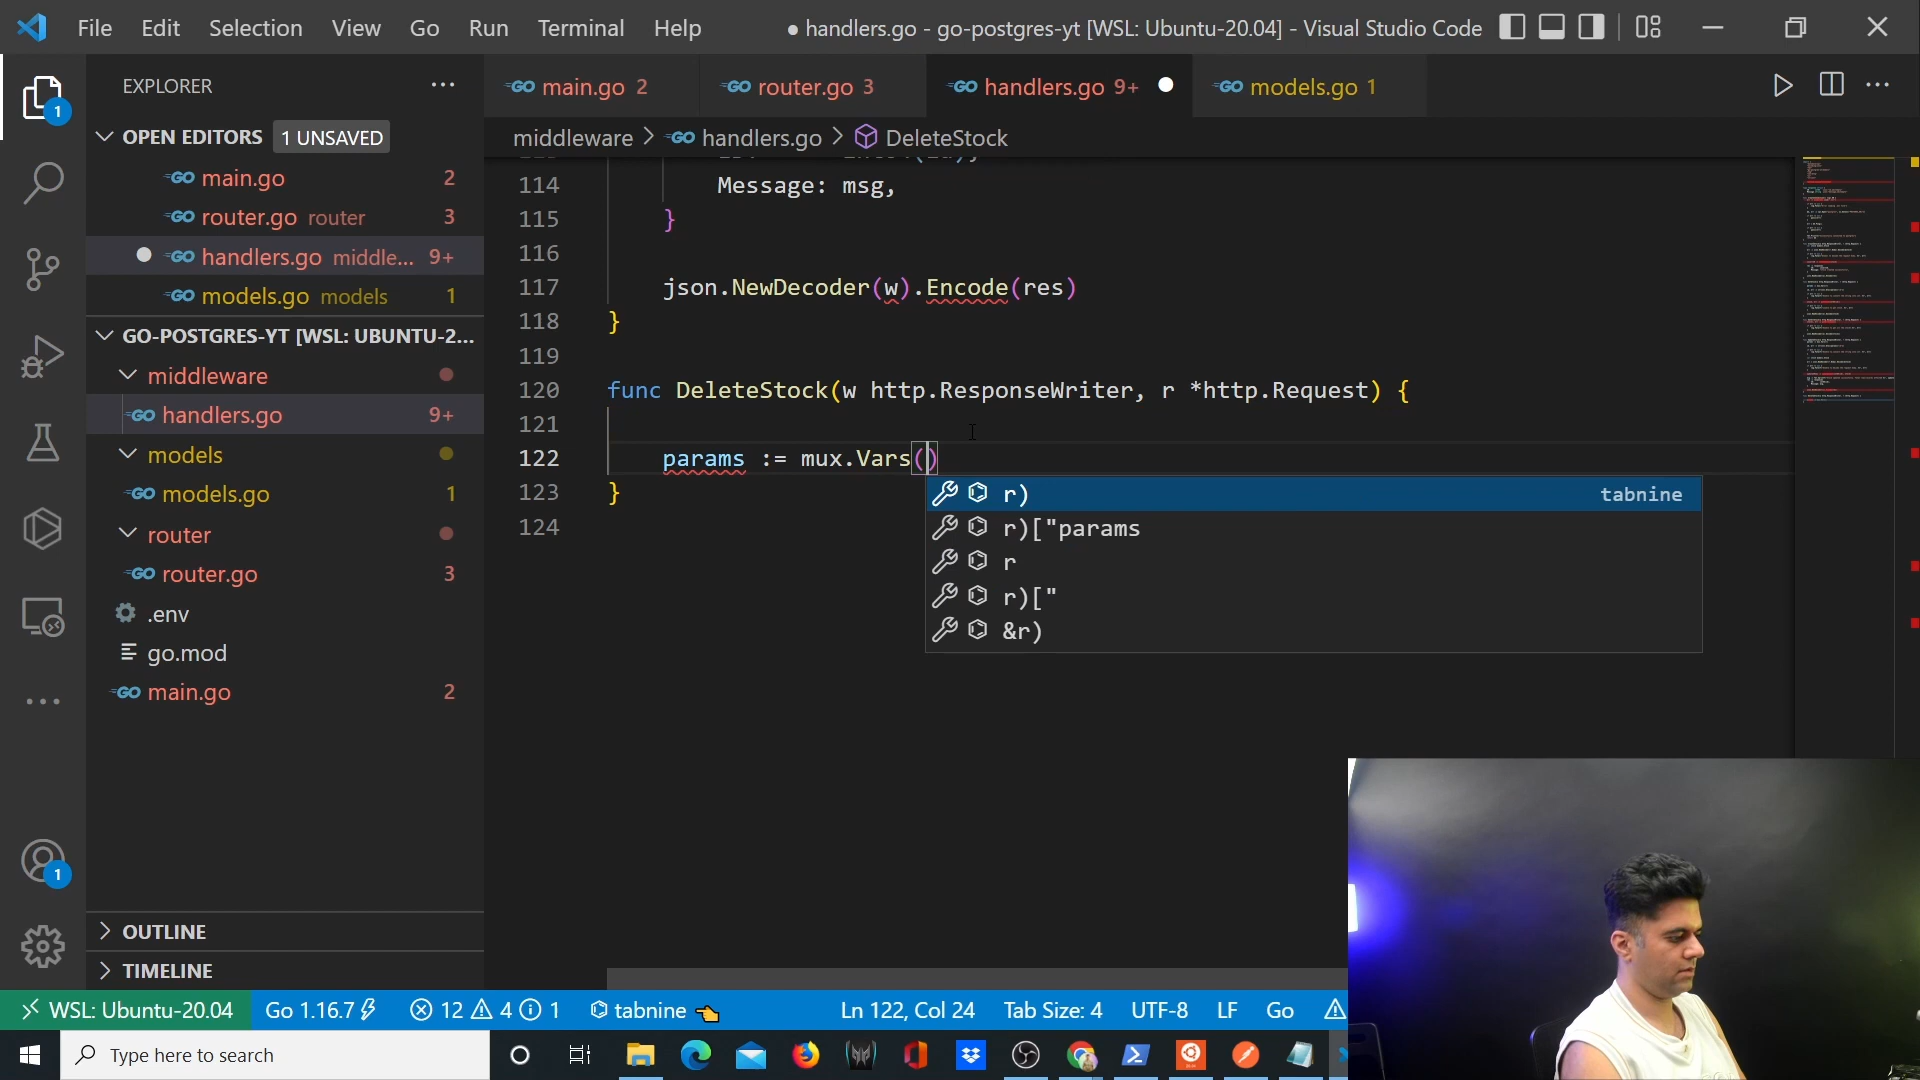 File Edit Selection View Go Run Terminal Help
● handlers.go - go-postgres-yt [WSL: Ubuntu-20.04] - Visual Studio Code
EXPLORER
OPEN EDITORS 1 UNSAVED
main.go 2
router.go router 3
handlers.go middle... 9+
models.go models 1
GO-POSTGRES-YT [WSL: UBUNTU-2...
middleware
handlers.go 9+
models
models.go 1
router
router.go 3
.env
go.mod
main.go 2
OUTLINE
TIMELINE
1
1
main.go 2
router.go 3
handlers.go 9+
models.go 1
middleware > handlers.go > DeleteStock
114 Message: msg,
115 }
116
117 json.NewDecoder(w).Encode(res)
118 }
119
120 func DeleteStock(w http.ResponseWriter, r *http.Request) {
121
122 params := mux.Vars()
123 }
124
r) tabnine
r)["params
r
r)["
&r)
WSL: Ubuntu-20.04 Go 1.16.7 12 4 1 tabnine Ln 122, Col 24 Tab Size: 4 UTF-8 LF Go
Type here to search